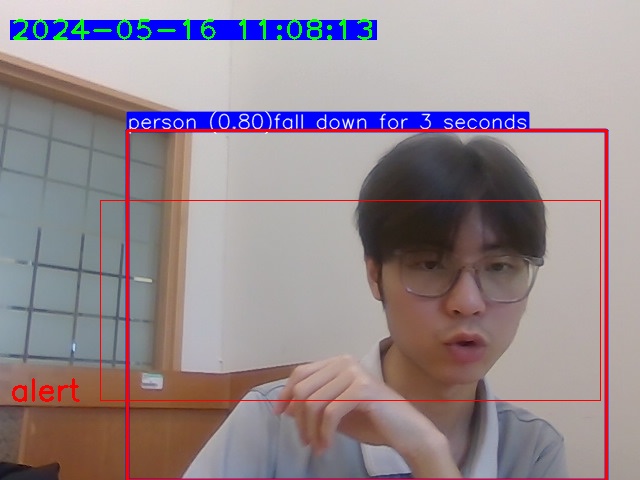 2024-05-16 11:08:13
person (0.80)fall down for 3 seconds
alert